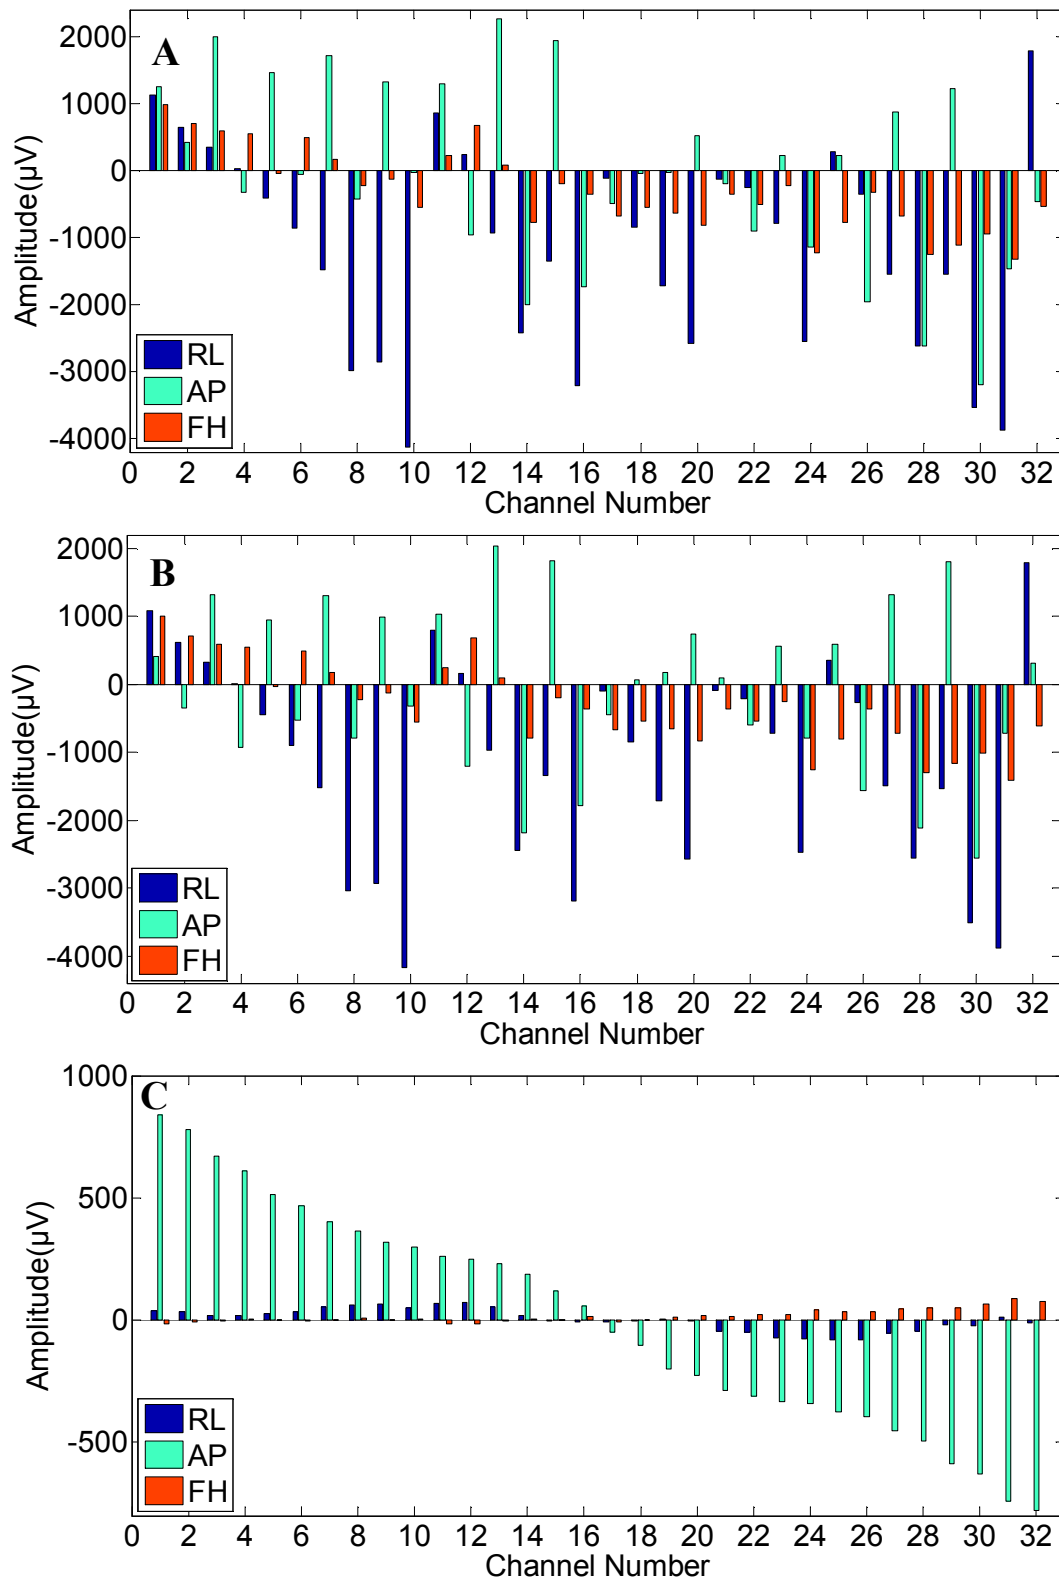 A
2000
1000
0
-1000
-2000
-3000
-4000
Amplitude(µV)
RL
AP
FH
0 2 4 6 8 10 12 14 16 18 20 22 24 26 28 30 32
Channel Number
B
2000
1000
0
-1000
-2000
-3000
-4000
Amplitude(µV)
RL
AP
FH
0 2 4 6 8 10 12 14 16 18 20 22 24 26 28 30 32
Channel Number
C
1000
500
0
-500
Amplitude(µV)
RL
AP
FH
0 2 4 6 8 10 12 14 16 18 20 22 24 26 28 30 32
Channel Number